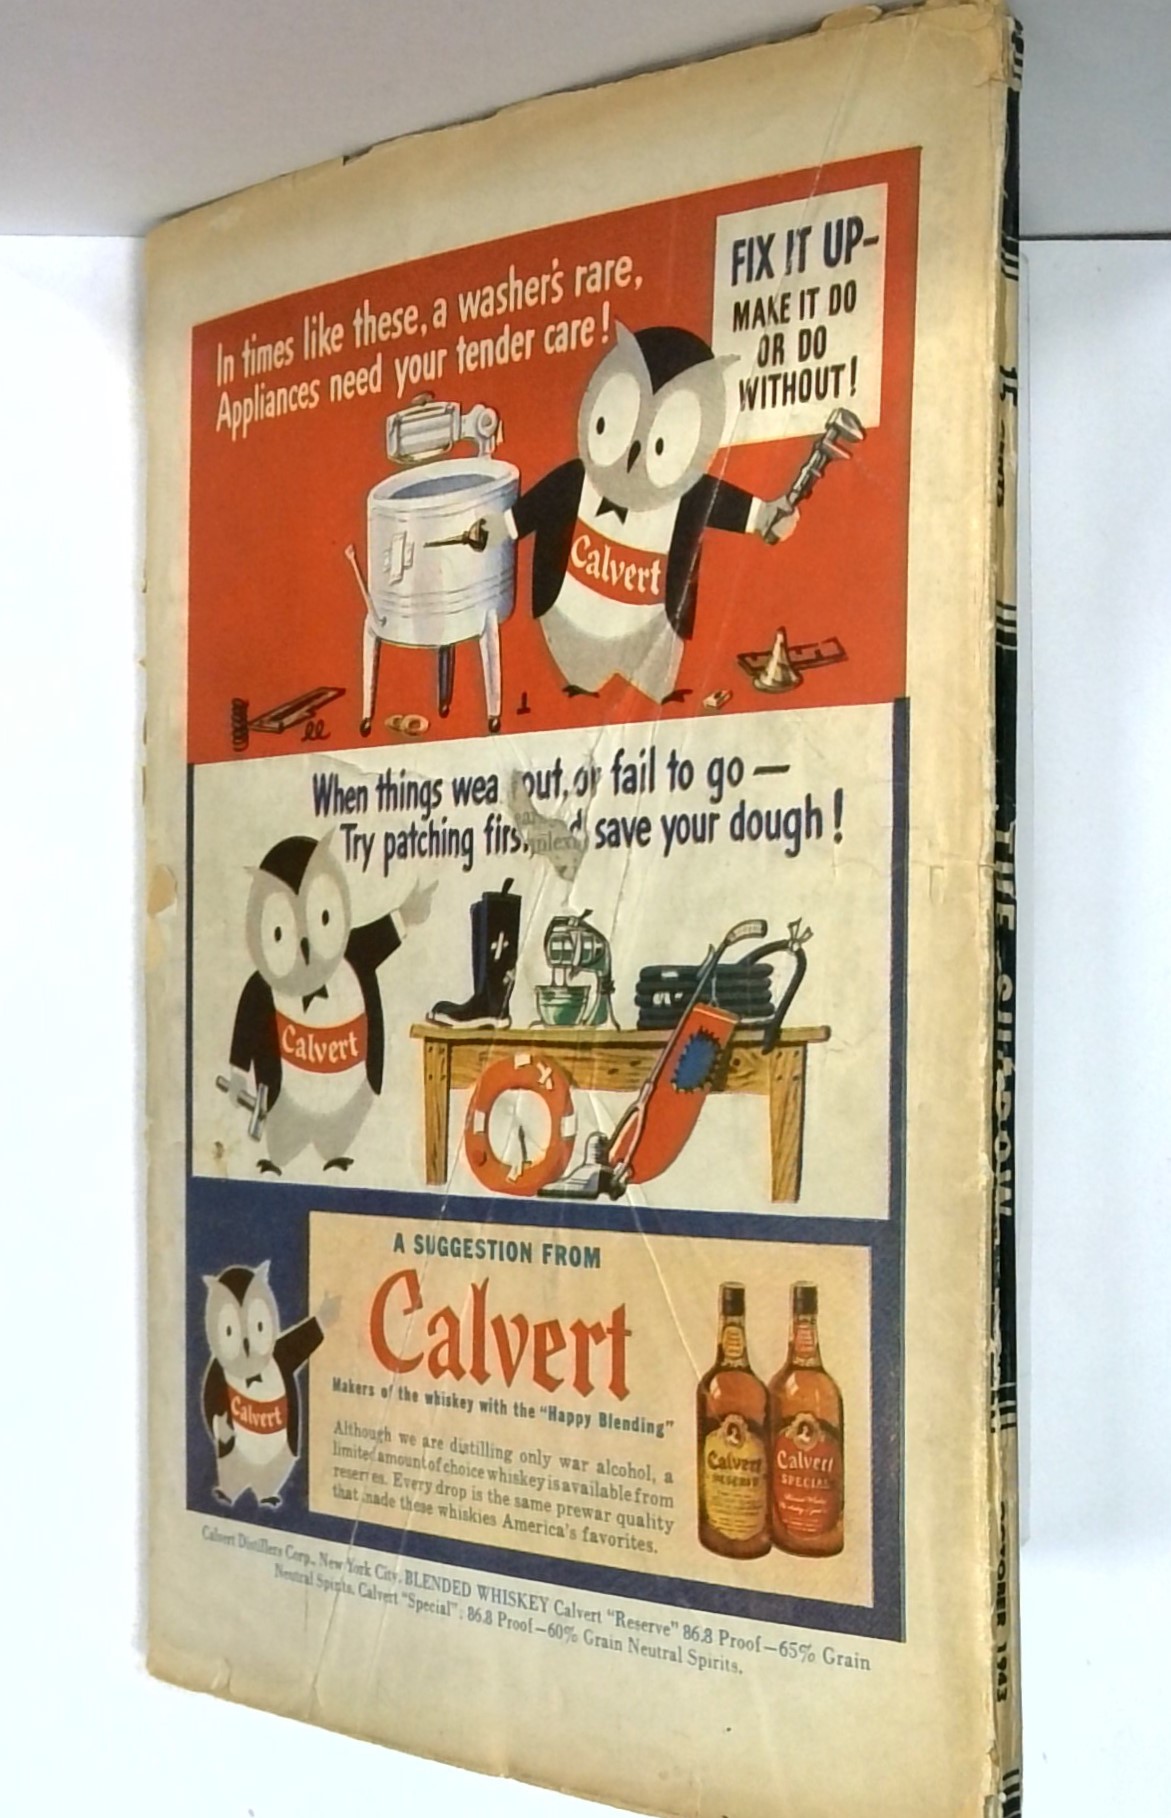 In times like these, a washer's rare,
Appliances need your tender care!
FIX IT UP-
MAKE IT DO
OR DO
WITHOUT!
Calvert
When things wea out, or fail to go —
Try patching firs, d save your dough!
Calvert
A SUGGESTION FROM
Calvert
Makers of the whiskey with the "Happy Blending"
Although we are distilling only war alcohol, a
limited amount of choice whiskey is available from
reserves. Every drop is the same prewar quality
that made these whiskies America's favorites.
Calvert
Calvert
RESERVE
Calvert
SPECIAL
Calvert Distillers Corp., New York City. BLENDED WHISKEY Calvert "Reserve" 86.8 Proof—65% Grain
Neutral Spirits. Calvert "Special": 86.8 Proof—60% Grain Neutral Spirits.
THE SHADOW
OCTOBER 1943